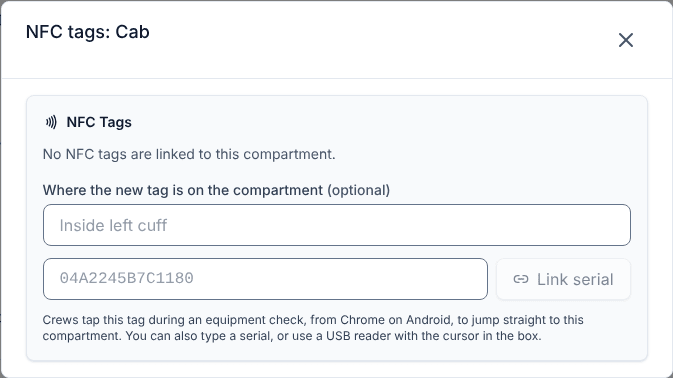 NFC tags: Cab
NFC Tags
No NFC tags are linked to this compartment.
Where the new tag is on the compartment (optional)
Inside left cuff
04A2245B7C1180
Link serial
Crews tap this tag during an equipment check, from Chrome on Android, to jump straight to this
compartment. You can also type a serial, or use a USB reader with the cursor in the box.